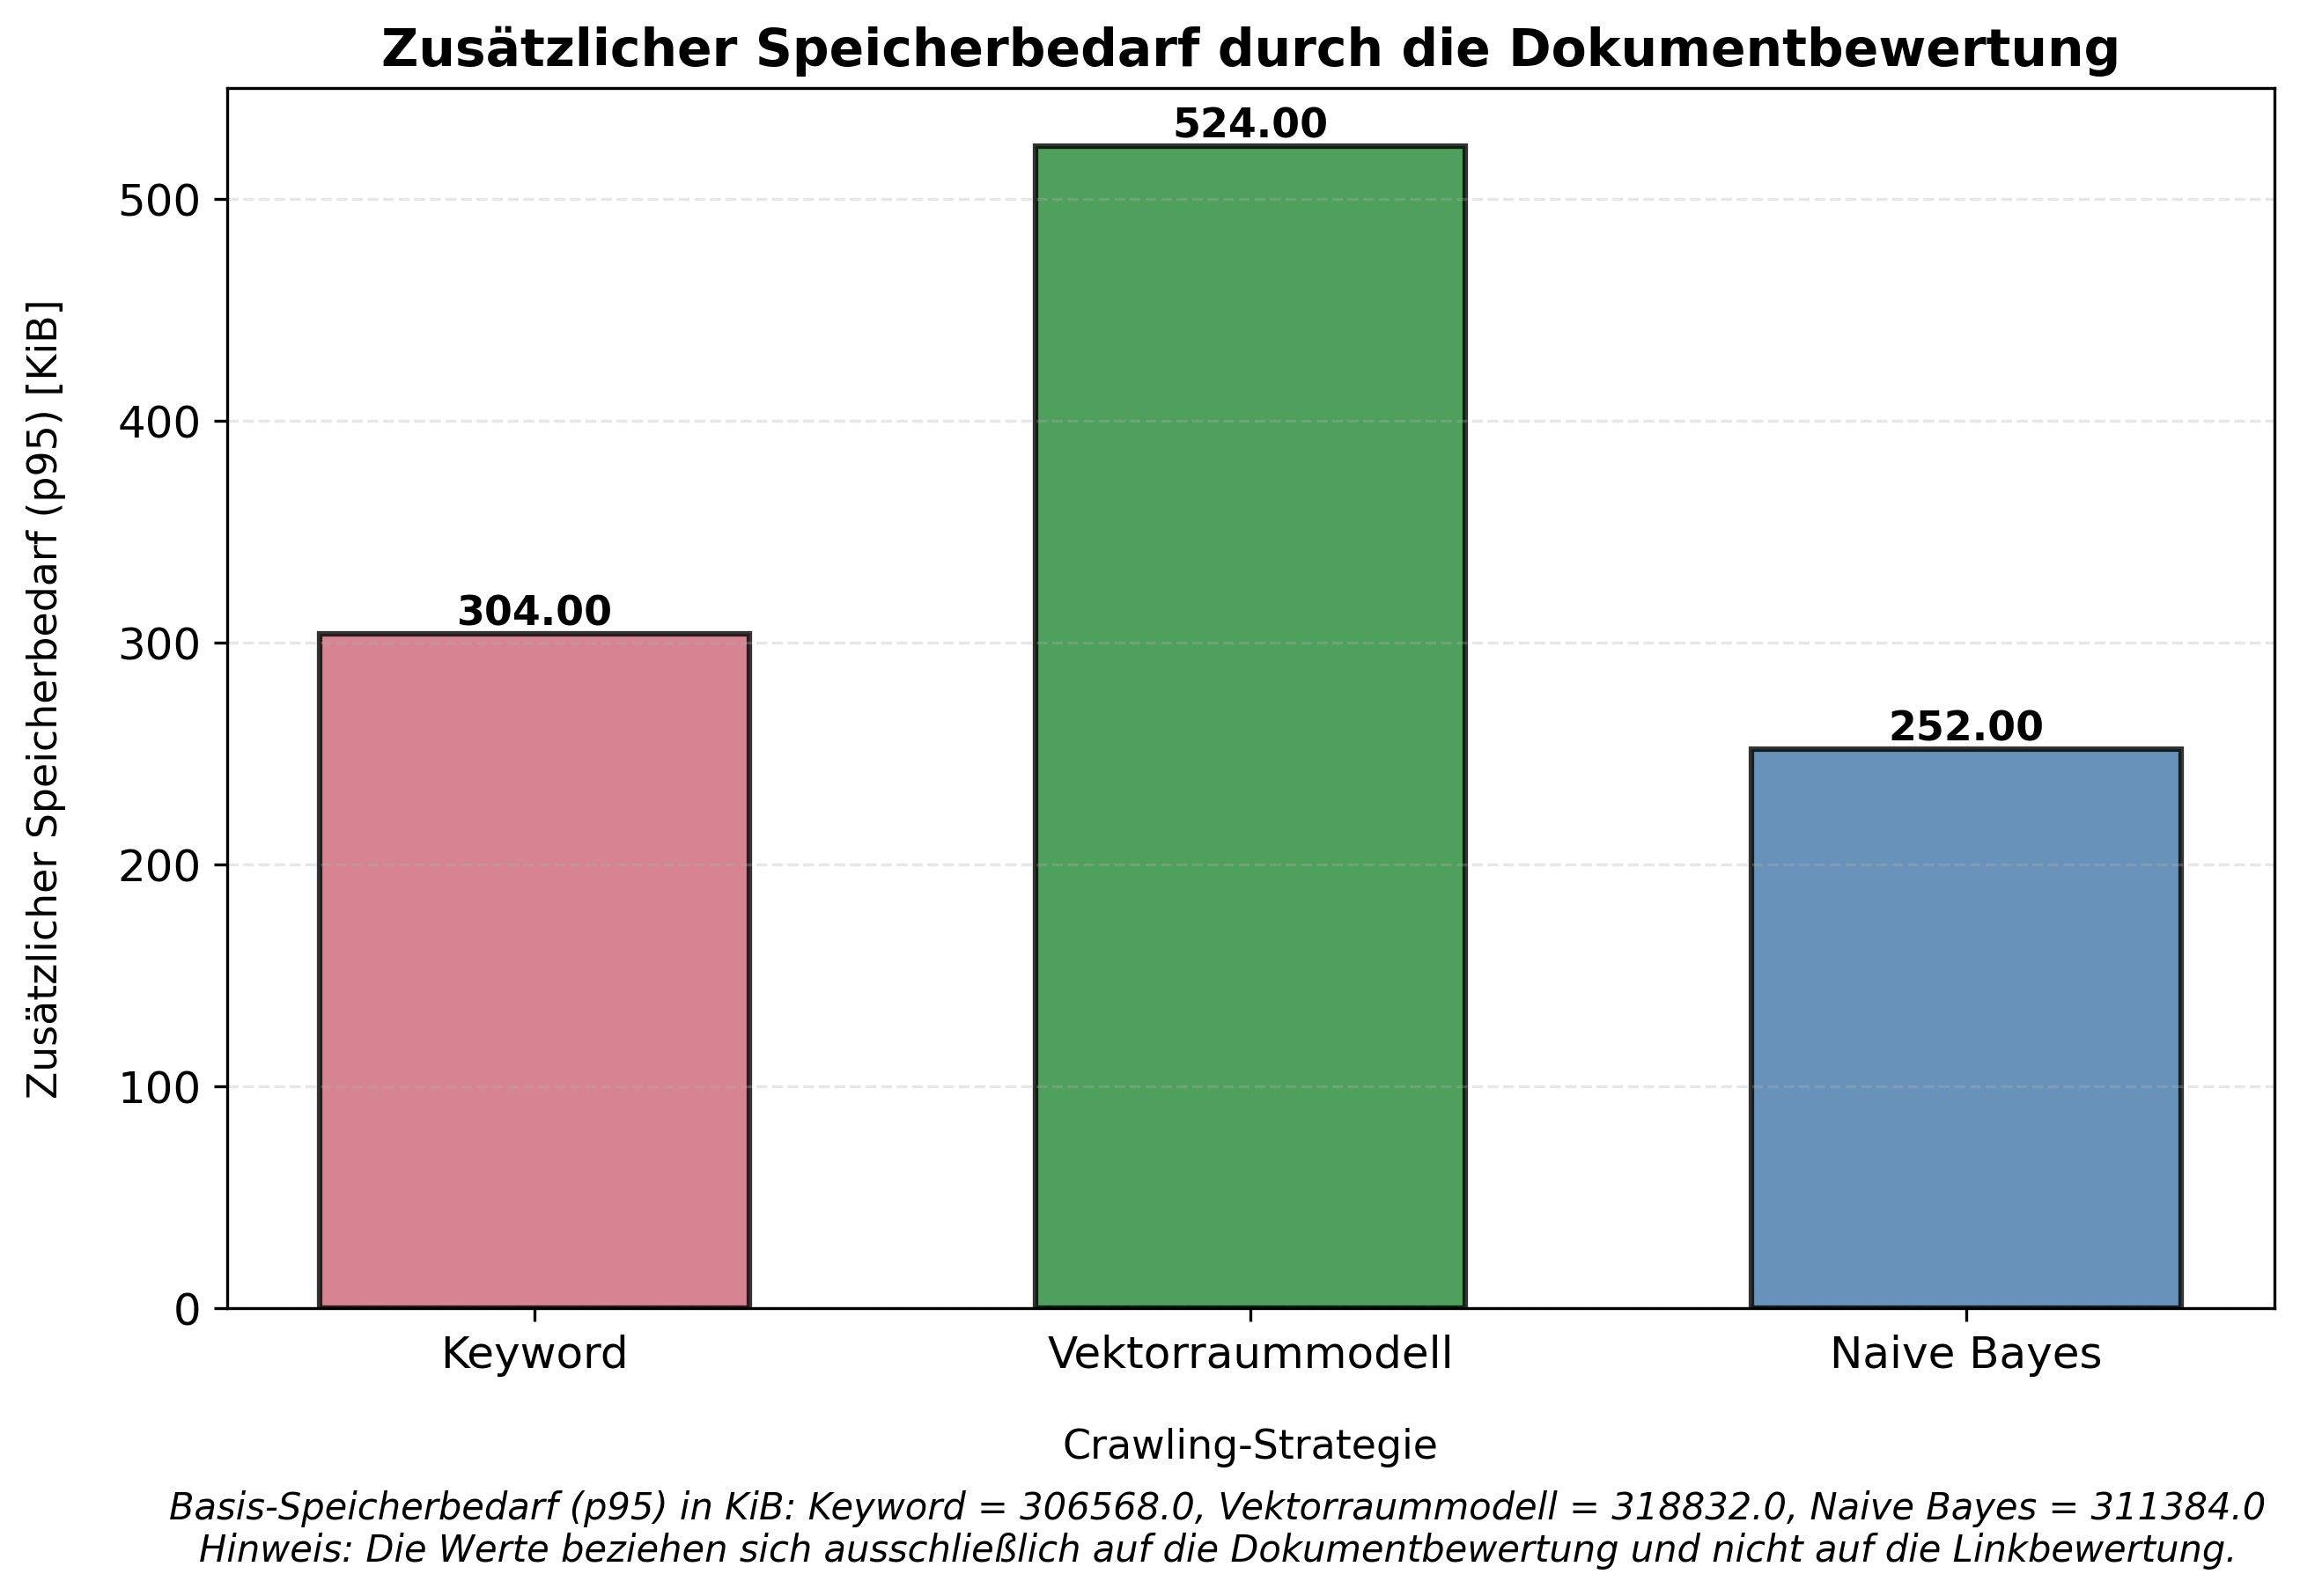 Zusätzlicher Speicherbedarf durch die Dokumentbewertung
Zusätzlicher Speicherbedarf (p95) [KiB]
500
400
300
200
100
0
304.00
524.00
252.00
Keyword
Vektorraummodell
Naive Bayes
Crawling-Strategie
Basis-Speicherbedarf (p95) in KiB: Keyword = 306568.0, Vektorraummodell = 318832.0, Naive Bayes = 311384.0
Hinweis: Die Werte beziehen sich ausschließlich auf die Dokumentbewertung und nicht auf die Linkbewertung.